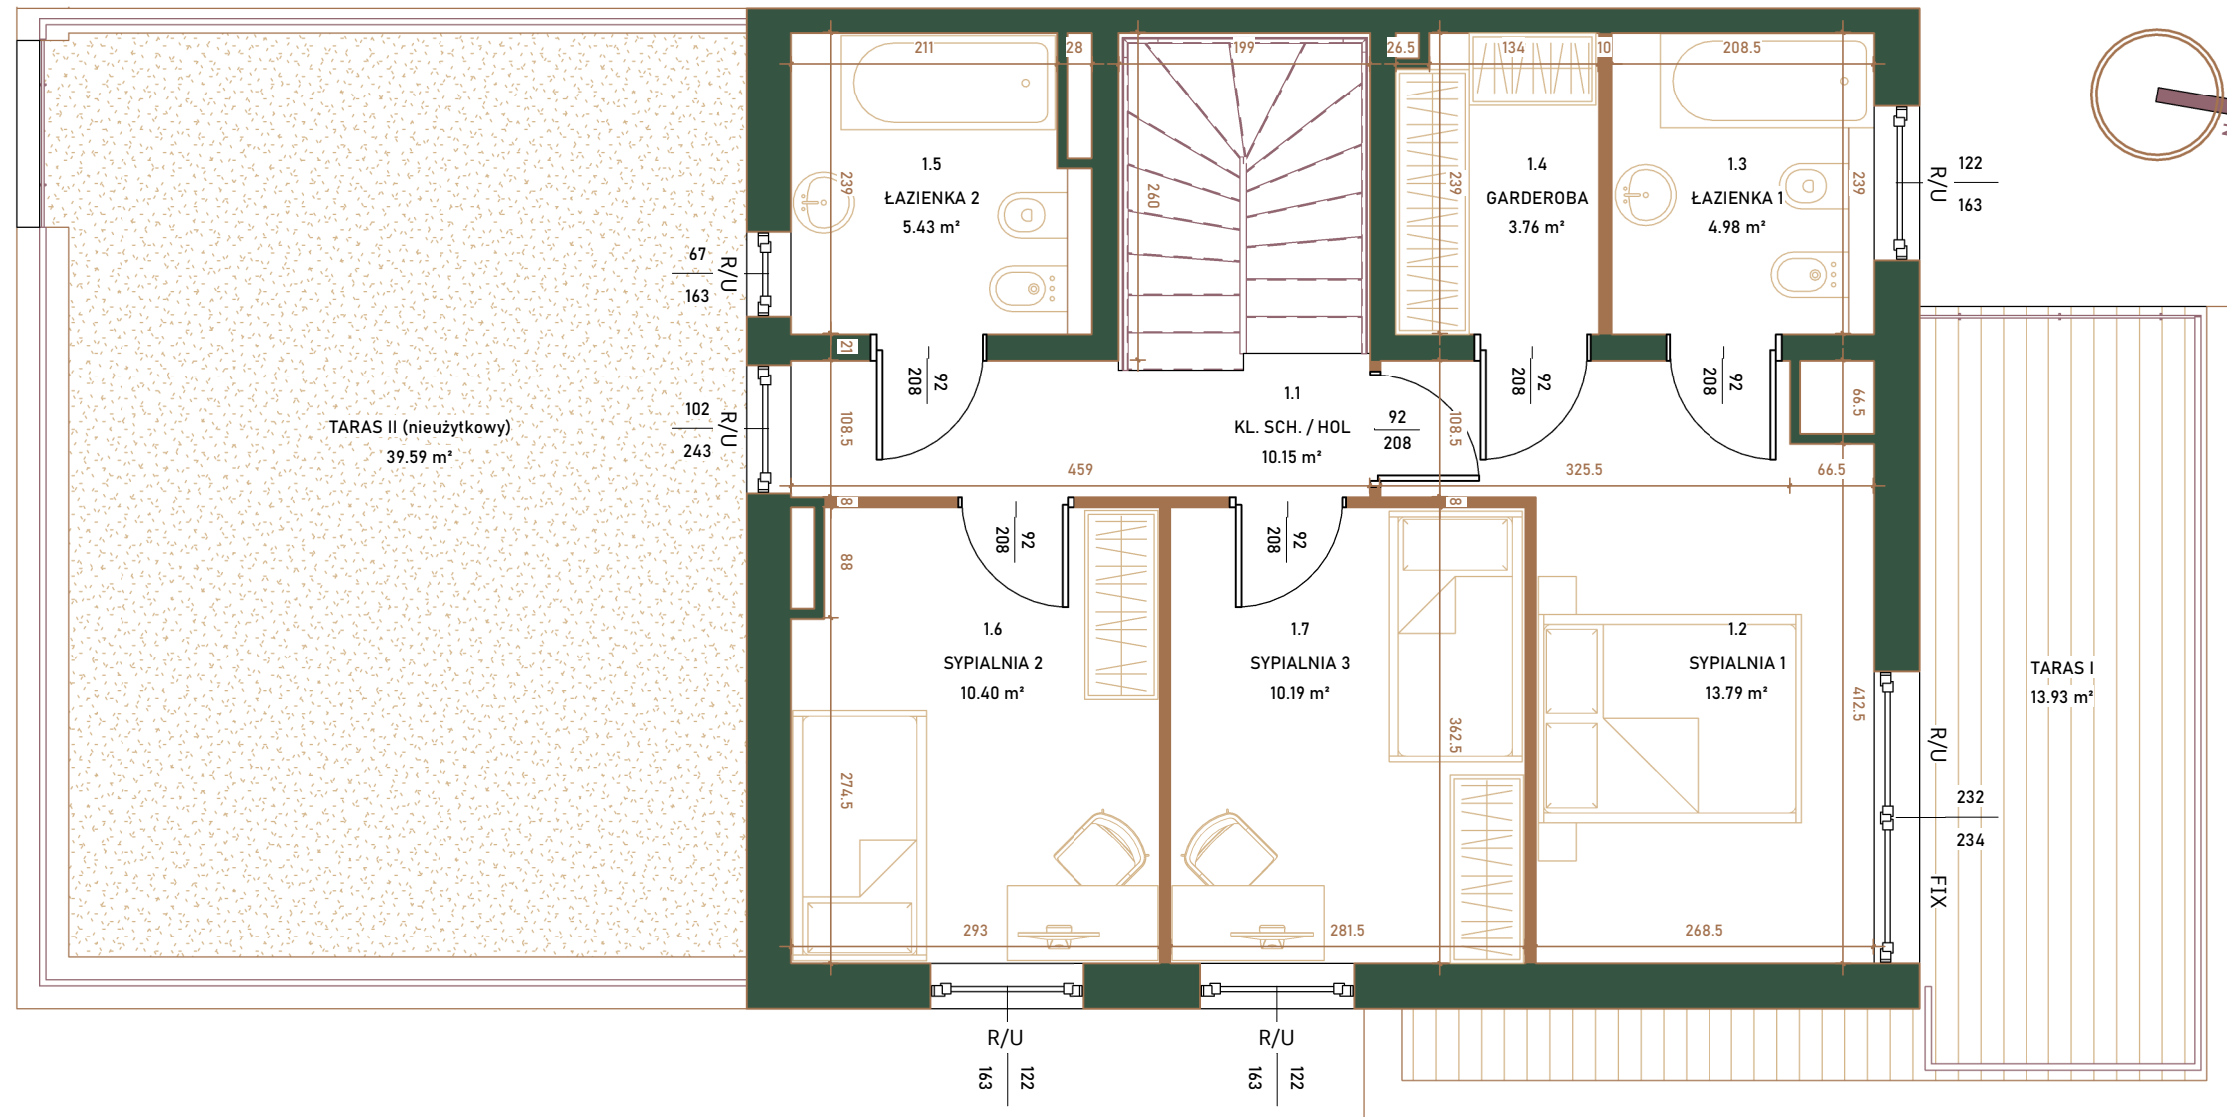 211
28
199
26.5
134
10
208.5
1.5
ŁAZIENKA 2
5.43 m²
239
260
239
1.4
GARDEROBA
3.76 m²
1.3
ŁAZIENKA 1
4.98 m²
239
R/U
122
163
67
163
R/U
21
92
208
92
208
92
208
102
243
R/U
TARAS II (nieużytkowy)
39.59 m²
108.5
1.1
KL. SCH. / HOL
10.15 m²
92
208
108.5
66.5
459
325.5
66.5
8
8
92
208
92
208
88
1.6
SYPIALNIA 2
10.40 m²
1.7
SYPIALNIA 3
10.19 m²
1.2
SYPIALNIA 1
13.79 m²
TARAS I
13.93 m²
274.5
362.5
412.5
R/U
232
234
FIX
293
281.5
268.5
R/U
163
122
R/U
163
122